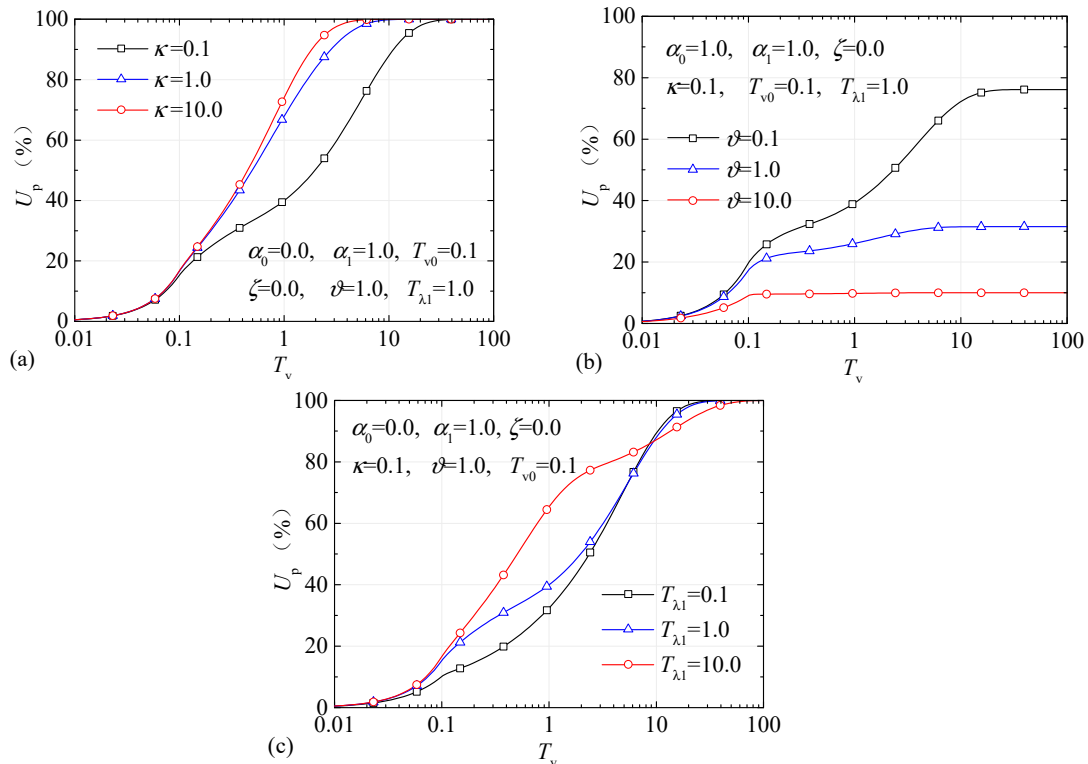 100
80
60
40
20
0
0.01
0.1
1
10
100
U_p （%）
T_v
κ=0.1
κ=1.0
κ=10.0
α_0=0.0, α_1=1.0, T_v0=0.1
ζ=0.0, ϑ=1.0, T_λ1=1.0
(a)
100
80
60
40
20
0
0.01
0.1
1
10
100
U_p （%）
T_v
α_0=1.0, α_1=1.0, ζ=0.0
κ=0.1, T_v0=0.1, T_λ1=1.0
ϑ=0.1
ϑ=1.0
ϑ=10.0
(b)
100
80
60
40
20
0
0.01
0.1
1
10
100
U_p （%）
T_v
α_0=0.0, α_1=1.0, ζ=0.0
κ=0.1, ϑ=1.0, T_v0=0.1
T_λ1=0.1
T_λ1=1.0
T_λ1=10.0
(c)